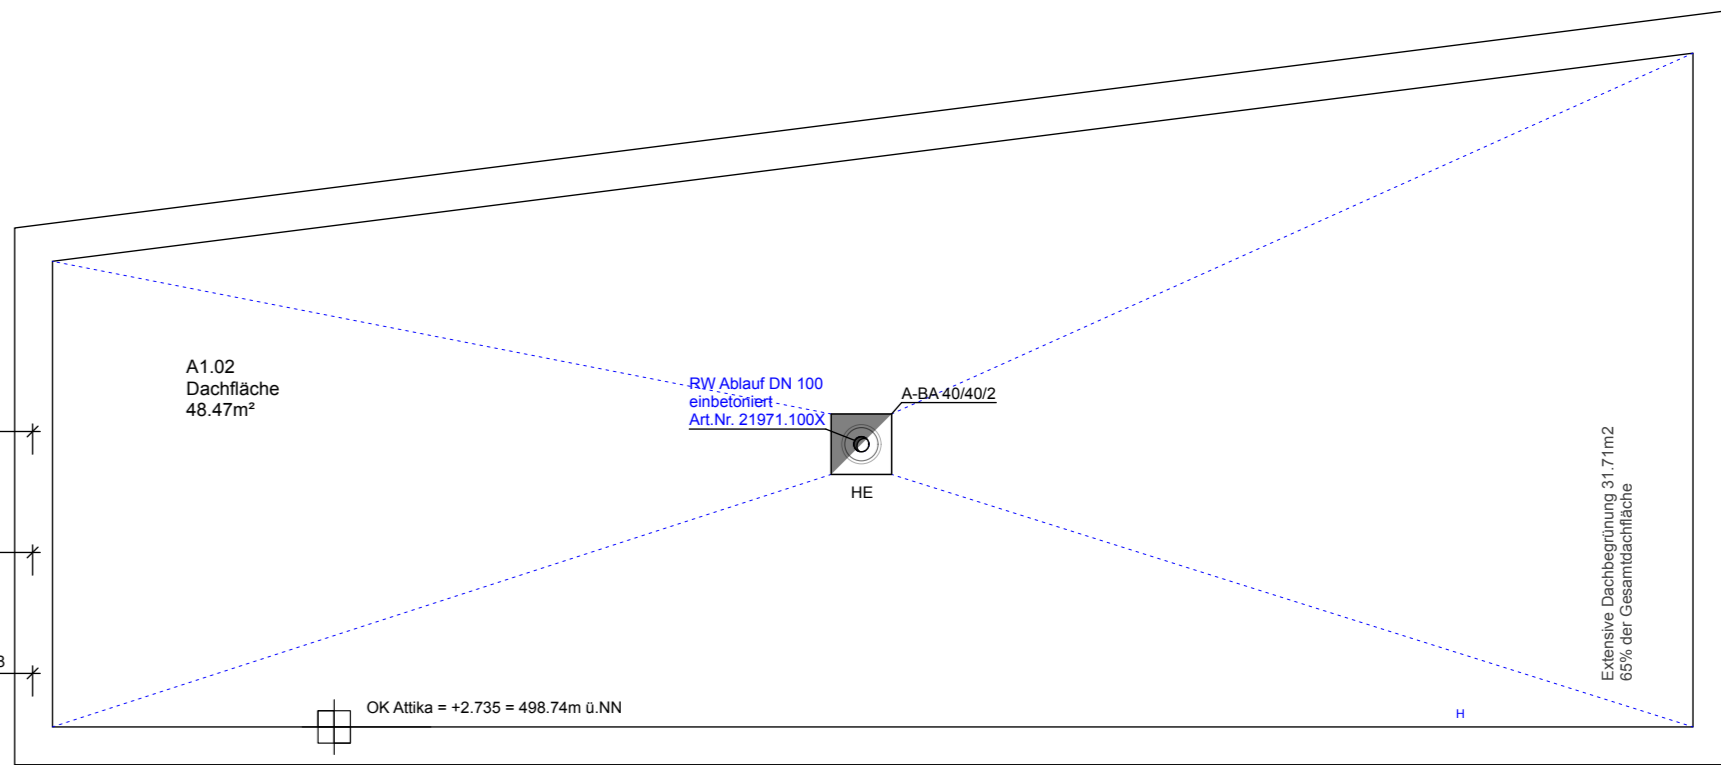 A1.02
Dachfläche
48.47m²
RW Ablauf DN 100
einbetoniert
Art.Nr. 21971.100X
A-BA 40/40/2
HE
Extensive Dachbegrünung 31.71m2
65% der Gesamtdachfläche
OK Attika = +2.735 = 498.74m ü.NN
H